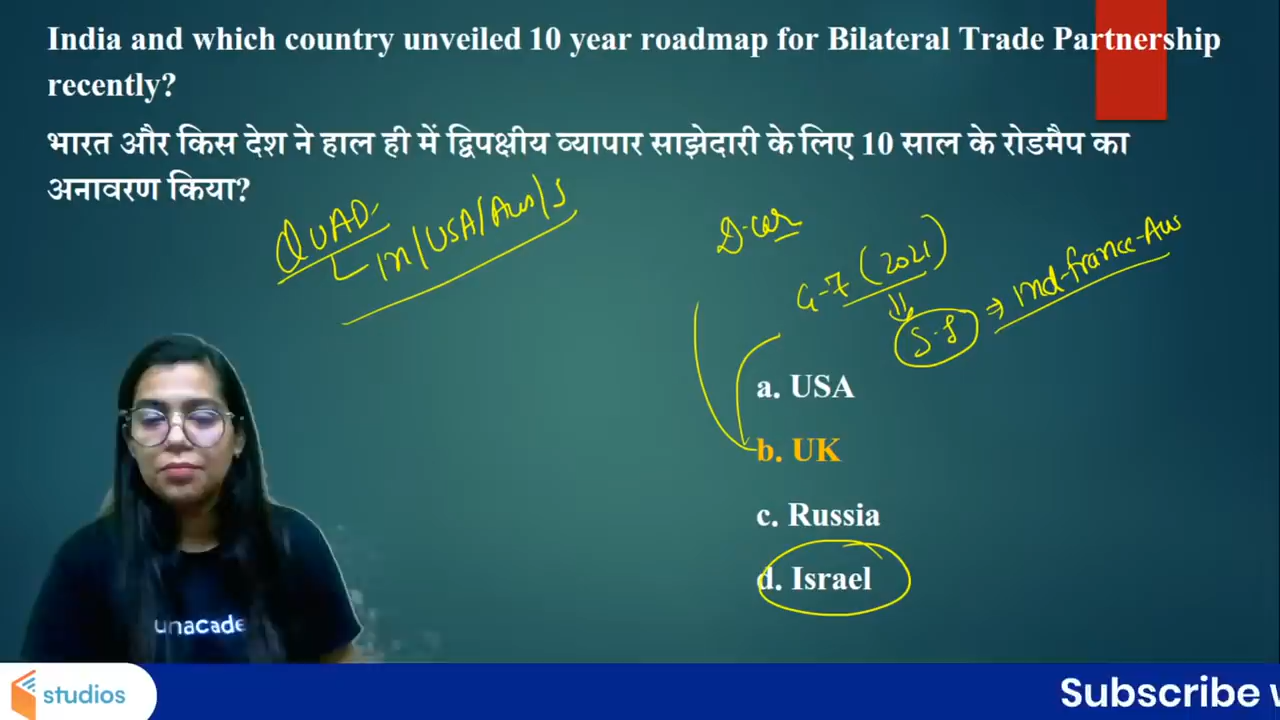 India and which country unveiled 10 year roadmap for Bilateral Trade Partnership
recently?
भारत और किस देश ने हाल ही में द्विपक्षीय व्यापार साझेदारी के लिए 10 साल के रोडमैप का
अनावरण किया?
QUAD
In/USA/Aus/J
G-7 (2021)
Ind-france-Aus
a. USA
b. UK
c. Russia
d. Israel
unacade
studios
Subscribe